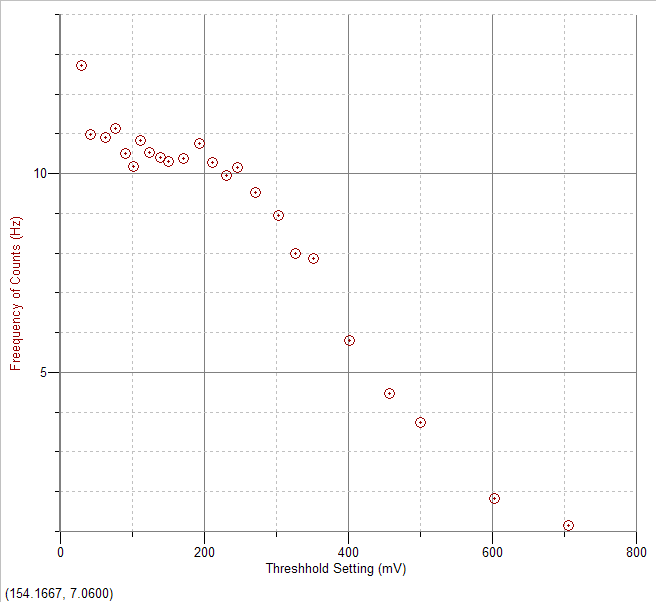 10
5
Freequency of Counts (Hz)
0 200 400 600 800
Threshhold Setting (mV)
(154.1667, 7.0600)